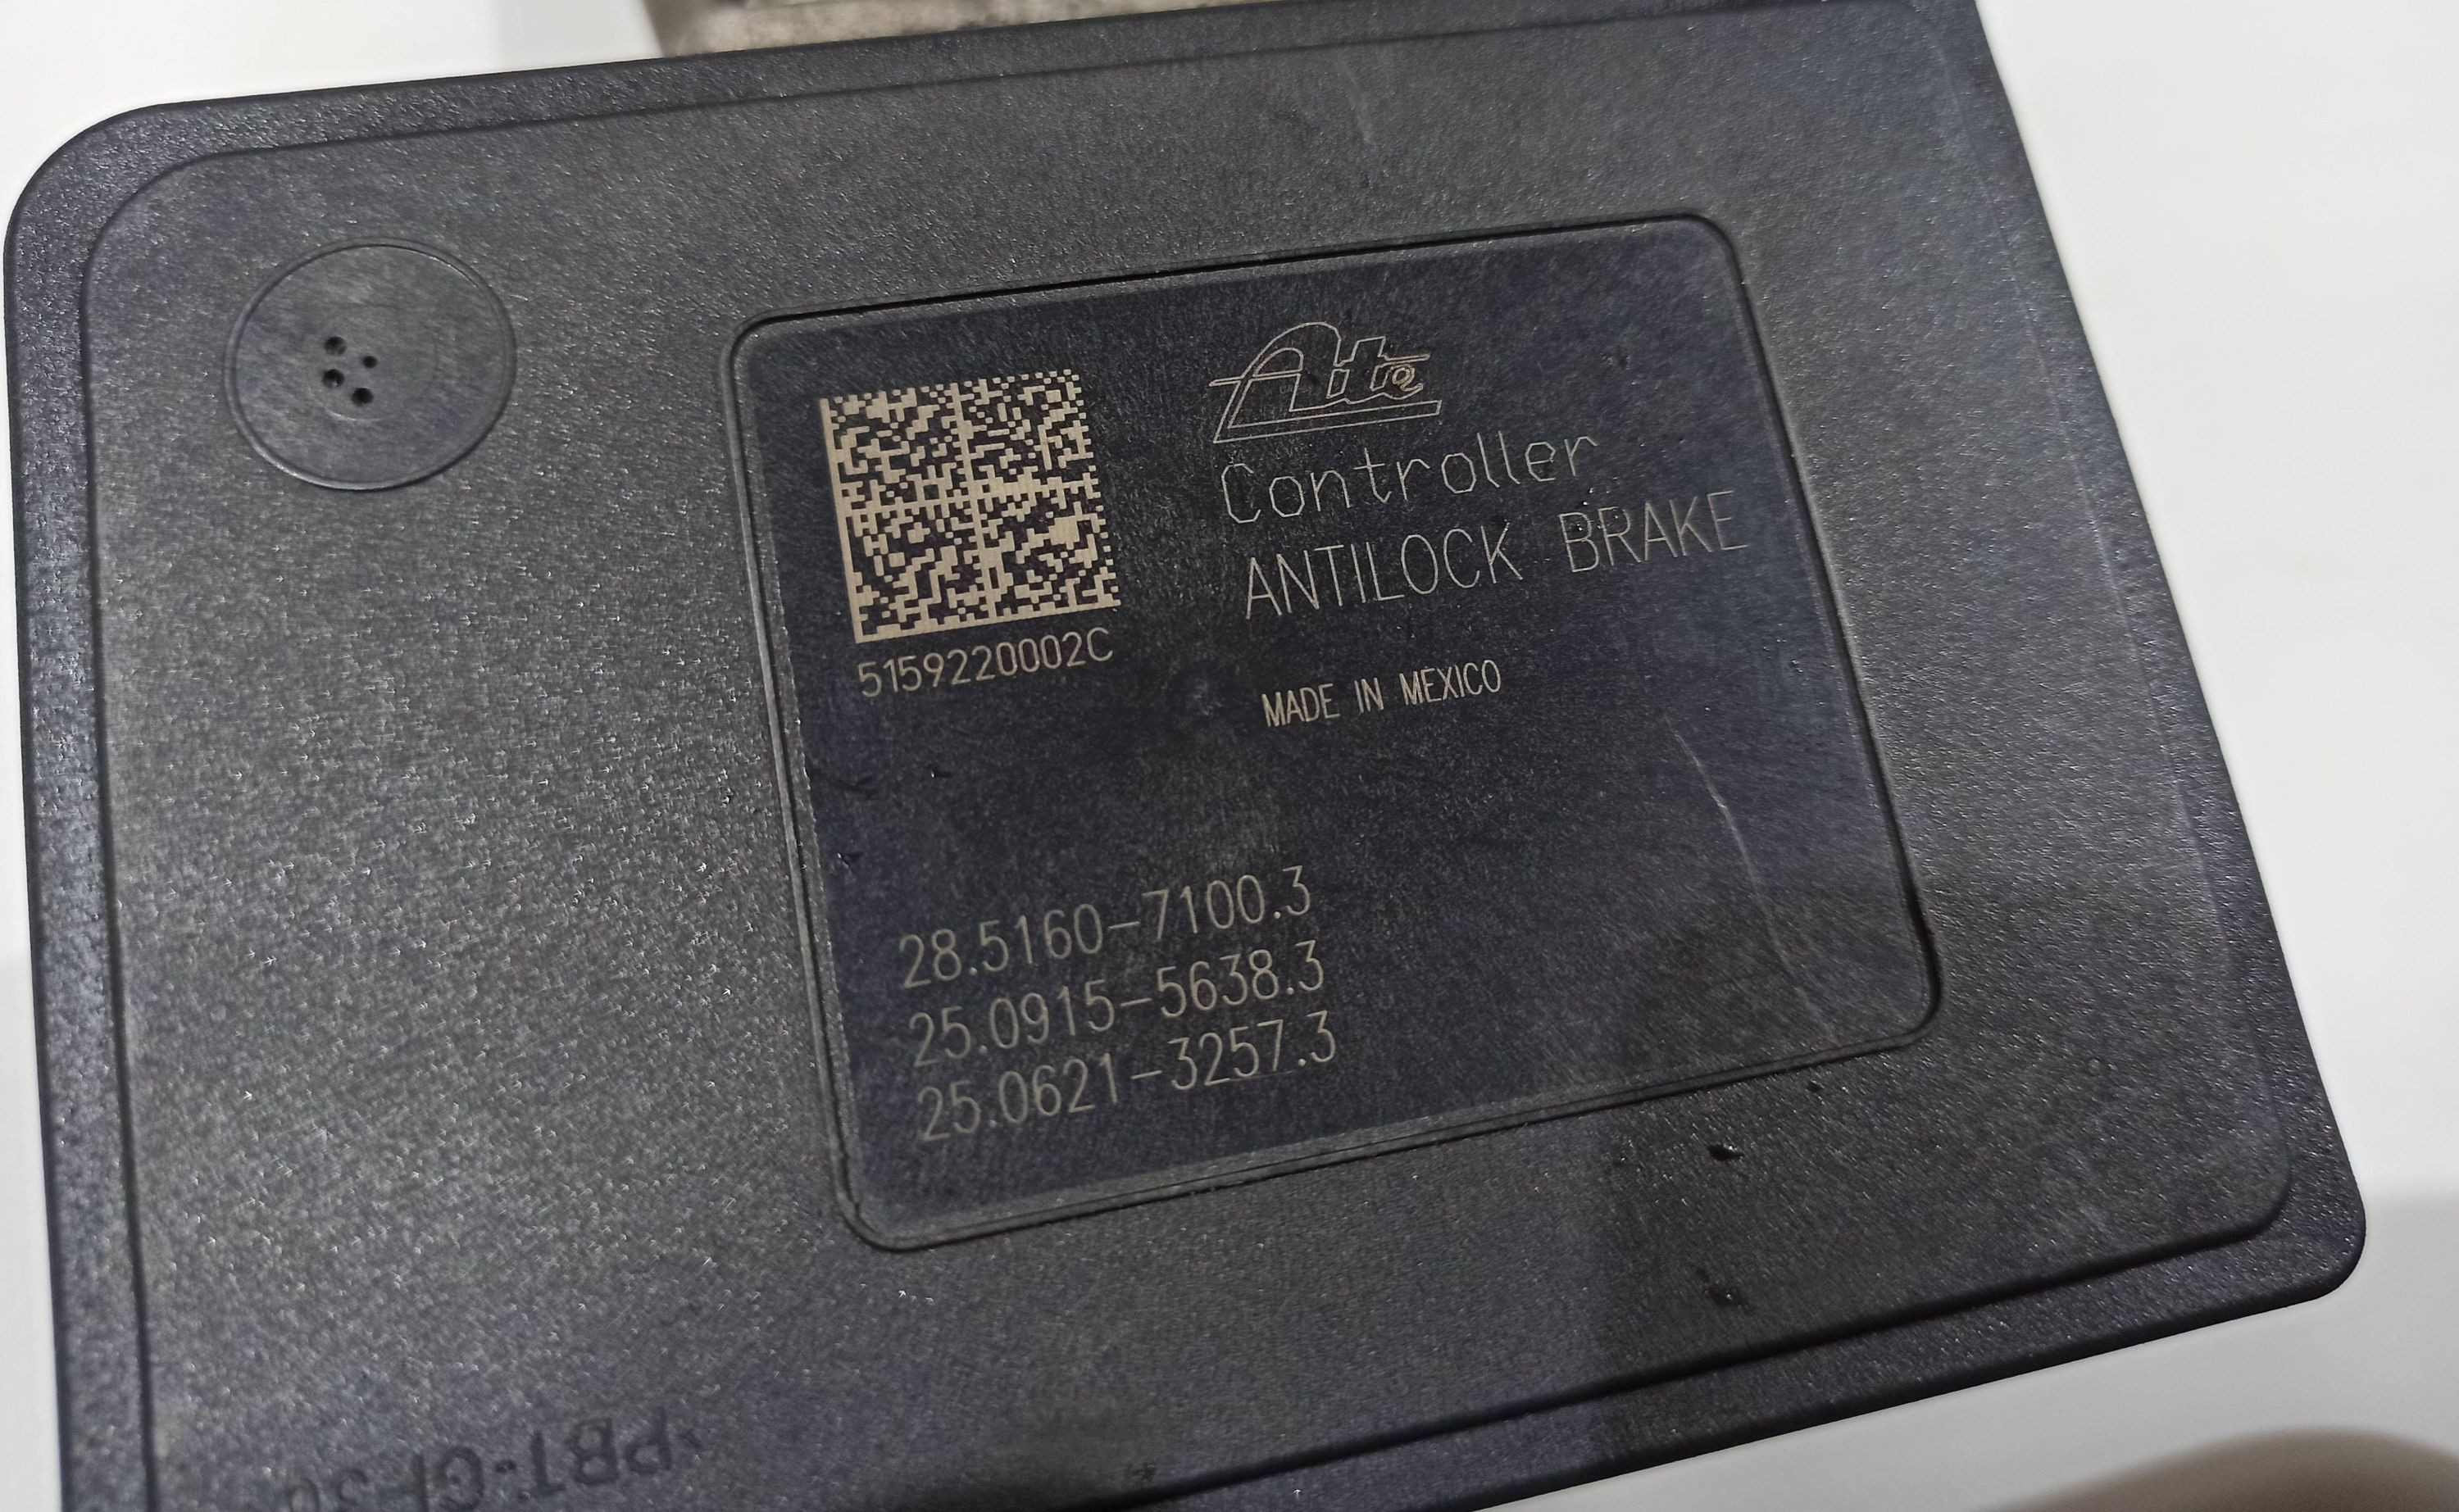 Ate
Controller
ANTILOCK BRAKE
5159220002C
MADE IN MEXICO
28.5160-7100.3
25.0915-5638.3
25.0621-3257.3